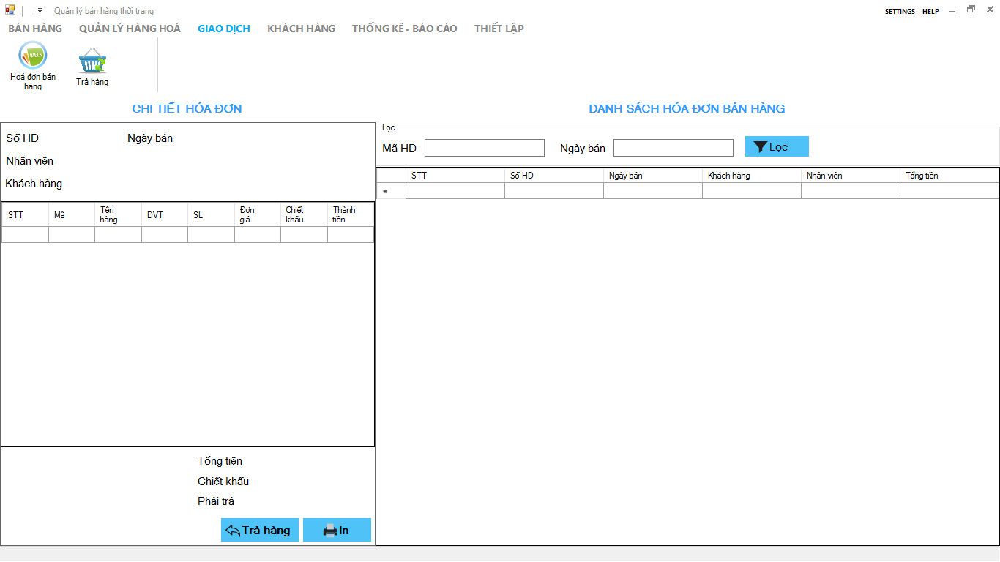 Quản lý bán hàng thời trang
SETTINGS HELP
BÁN HÀNG QUẢN LÝ HÀNG HOÁ GIAO DỊCH KHÁCH HÀNG THỐNG KÊ - BÁO CÁO THIẾT LẬP
BILLS
Hoá đơn bán
hàng
Trả hàng
CHI TIẾT HÓA ĐƠN
Số HD Ngày bán
Nhân viên
Khách hàng
STT Mã Tên hàng DVT SL Đơn giá Chiết khấu Thành tiền
Tổng tiền
Chiết khấu
Phải trả
Trả hàng In
DANH SÁCH HÓA ĐƠN BÁN HÀNG
Lọc
Mã HD Ngày bán Lọc
STT Số HD Ngày bán Khách hàng Nhân viên Tổng tiền
*